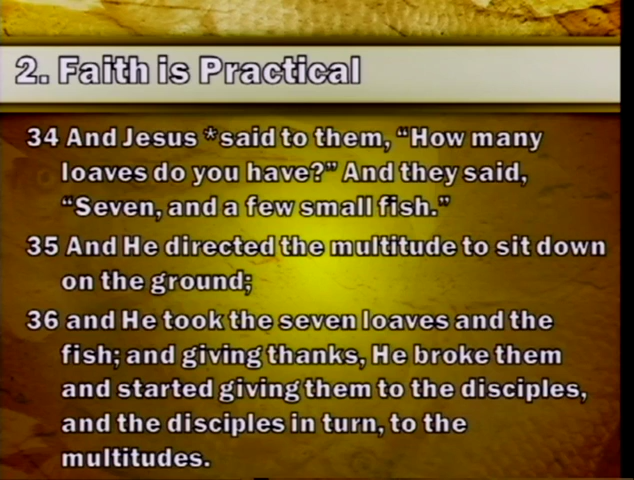 2. Faith is Practical
34 And Jesus *said to them, “How many
loaves do you have?” And they said,
“Seven, and a few small fish.”
35 And He directed the multitude to sit down
on the ground;
36 and He took the seven loaves and the
fish; and giving thanks, He broke them
and started giving them to the disciples,
and the disciples in turn, to the
multitudes.